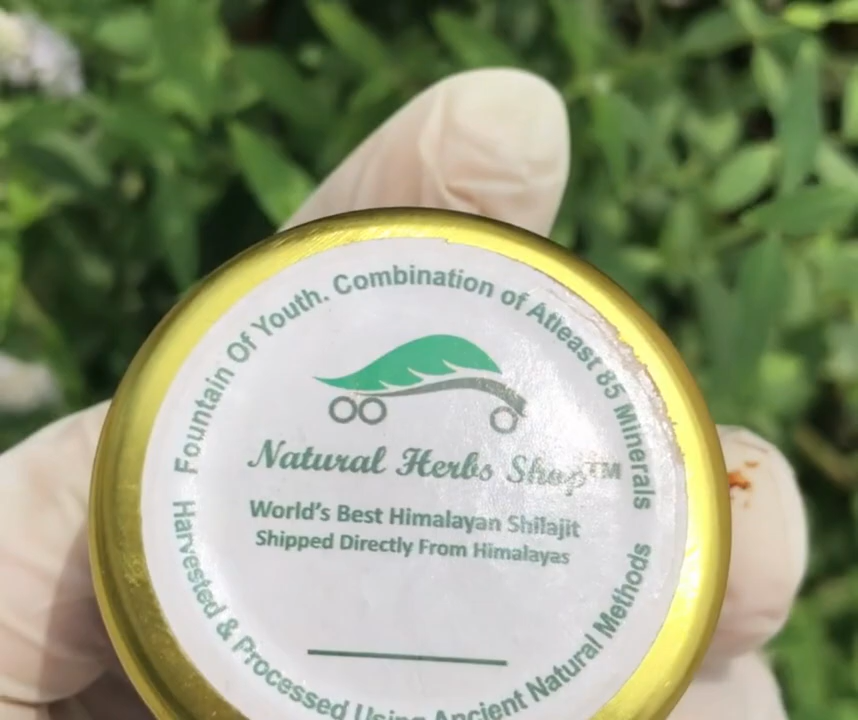 Fountain Of Youth. Combination of Atleast 85 Minerals
Natural Herbs Shop™
World's Best Himalayan Shilajit
Shipped Directly From Himalayas
Harvested & Processed Using Ancient Natural Methods